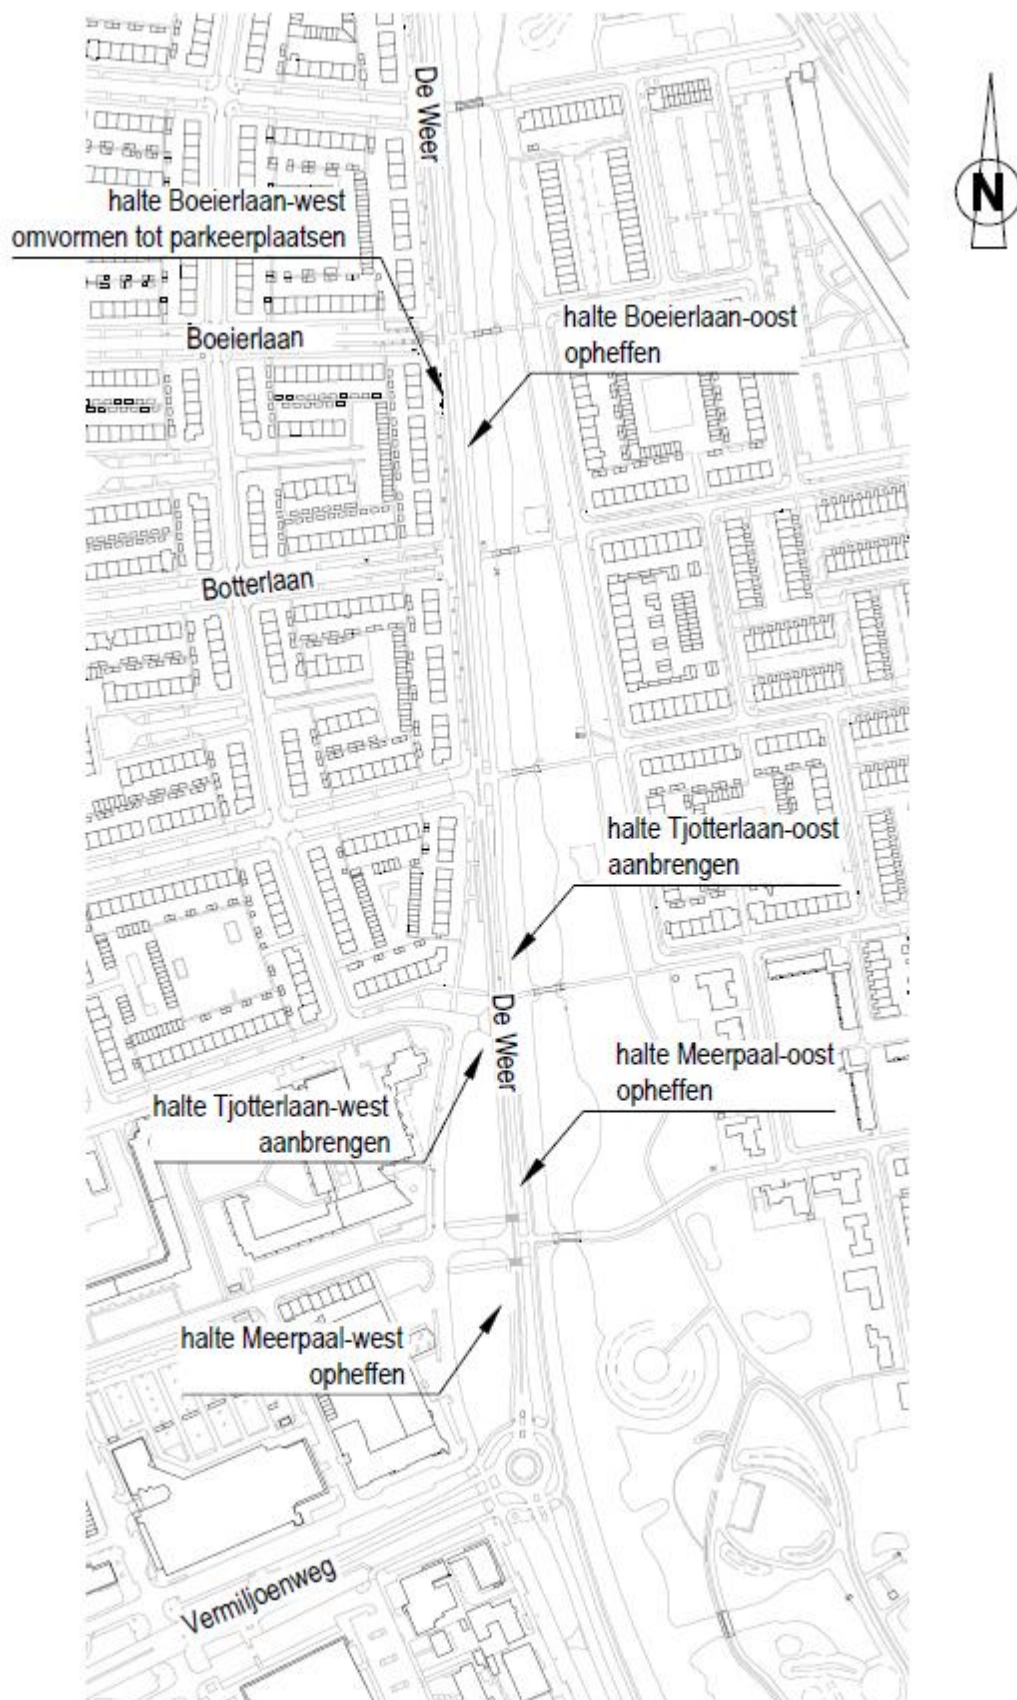 De Weer
halte Boeierlaan-west
omvormen tot parkeerplaatsen
N
halte Boeierlaan-oost
opheffen
Boeierlaan
Botterlaan
halte Tjotterlaan-oost
aanbrengen
De Weer
halte Meerpaal-oost
opheffen
halte Tjotterlaan-west
aanbrengen
halte Meerpaal-west
opheffen
Vermiljoenweg